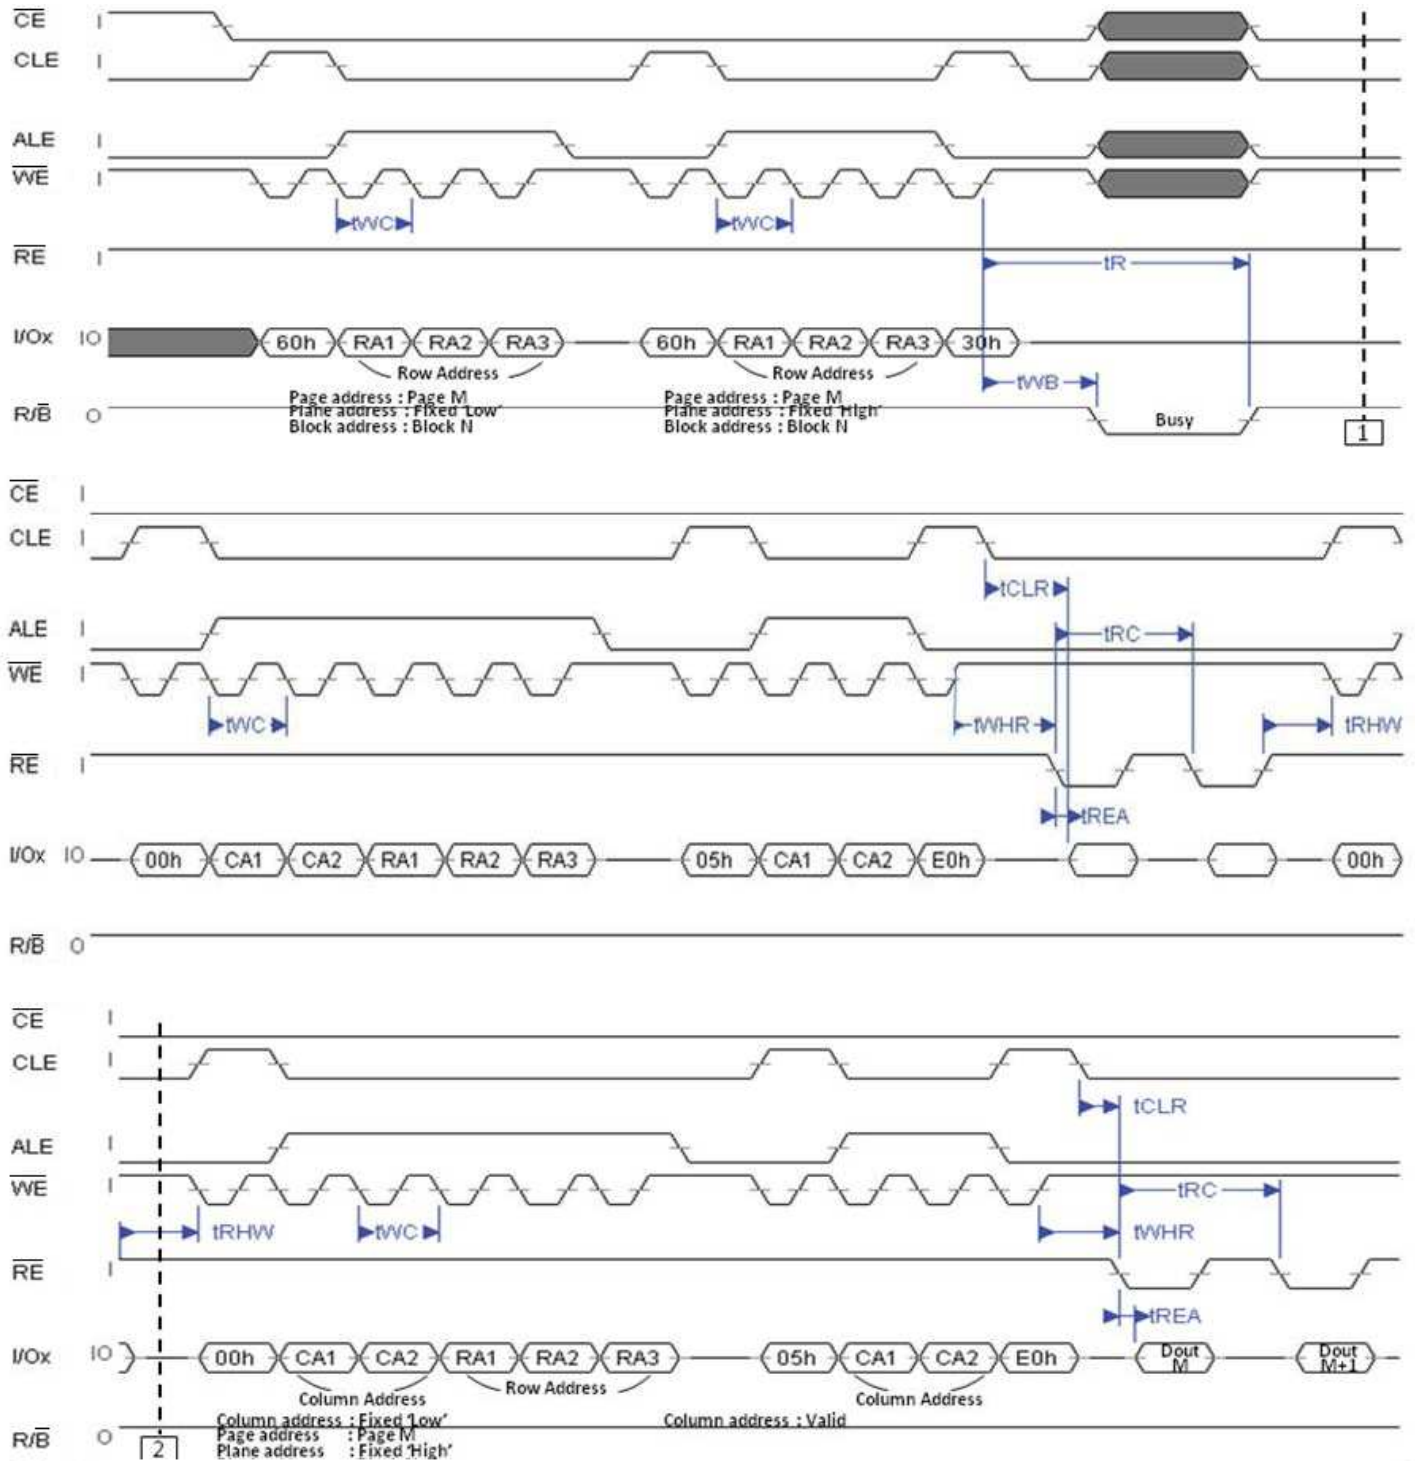 CE I
CLE I
ALE I
WE I
tWC tWC
RE I
tR
I/Ox IO 60h RA1 RA2 RA3 60h RA1 RA2 RA3 30h
Row Address Row Address
tWB
Page address : Page M Page address : Page M
Plane address : Fixed 'Low' Plane address : Fixed 'High'
Block address : Block N Block address : Block N
R/B O Busy
1
CE I
CLE I
tCLR
ALE I tRC
WE I
tWC tWHR tRHW
RE I
tREA
I/Ox IO 00h CA1 CA2 RA1 RA2 RA3 05h CA1 CA2 E0h 00h
R/B O
CE I
CLE I
tCLR
ALE I
WE I tRC
tRHW tWC tWHR
RE I
tREA
I/Ox IO 00h CA1 CA2 RA1 RA2 RA3 05h CA1 CA2 E0h Dout M Dout M+1
Column Address Row Address Column Address
Column address : Fixed 'Low' Column address : Valid
Page address : Page M
R/B O
2
Plane address : Fixed 'High'